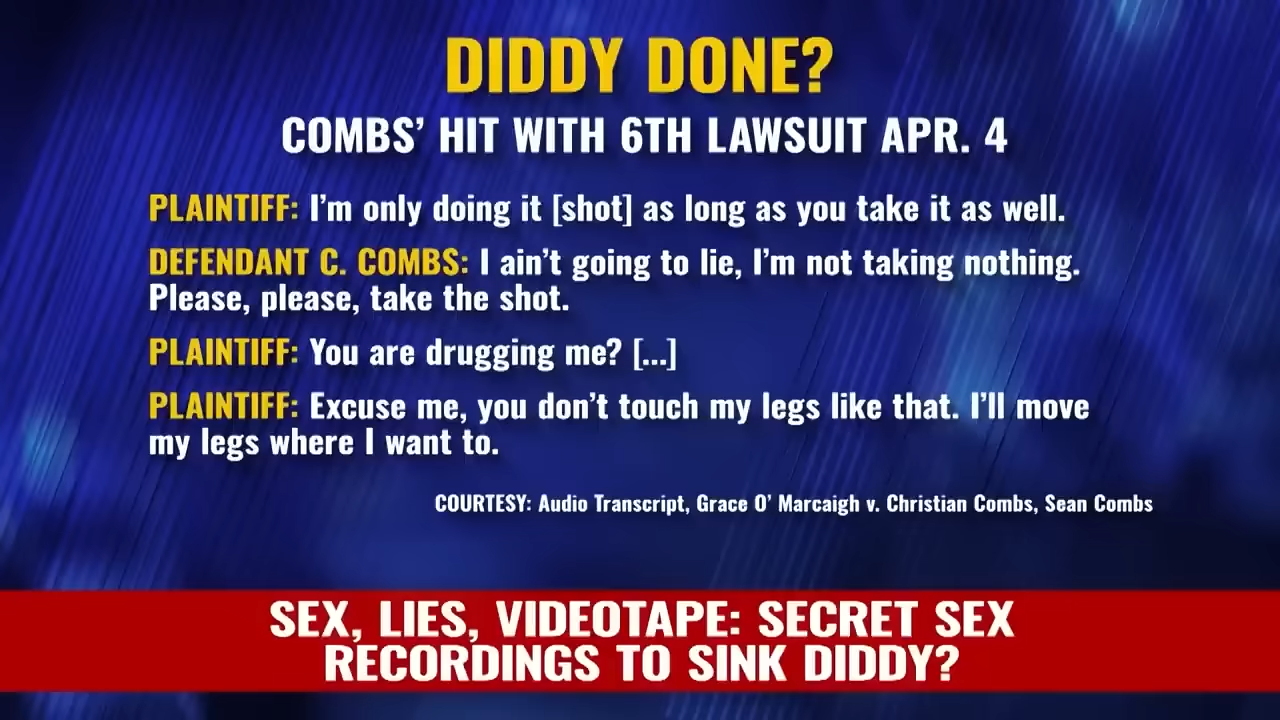 DIDDY DONE?
COMBS' HIT WITH 6TH LAWSUIT APR. 4
PLAINTIFF: I'm only doing it [shot] as long as you take it as well.
DEFENDANT C. COMBS: I ain't going to lie, I'm not taking nothing.
Please, please, take the shot.
PLAINTIFF: You are drugging me? [...]
PLAINTIFF: Excuse me, you don't touch my legs like that. I'll move
my legs where I want to.
COURTESY: Audio Transcript, Grace O' Marcaigh v. Christian Combs, Sean Combs
SEX, LIES, VIDEOTAPE: SECRET SEX
RECORDINGS TO SINK DIDDY?